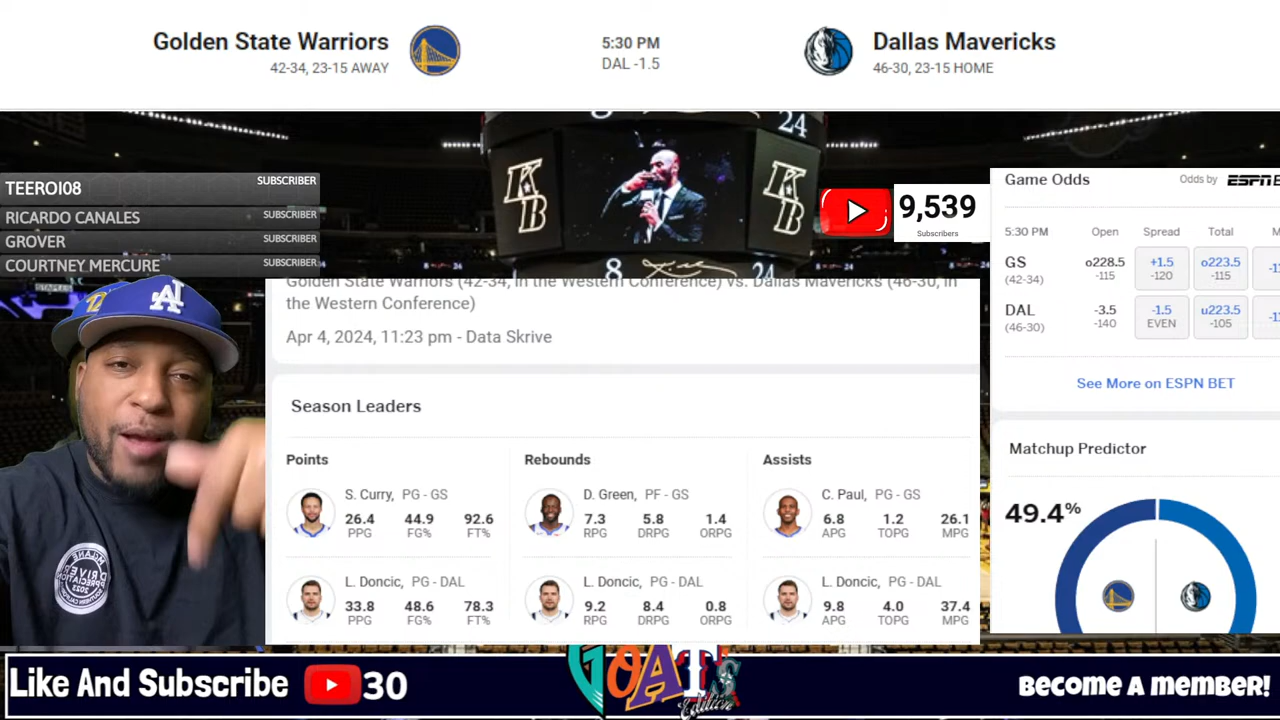 Golden State Warriors
42-34, 23-15 AWAY
5:30 PM
DAL -1.5
Dallas Mavericks
46-30, 23-15 HOME
24
K
B
K
B
8
24
TEEROI08 SUBSCRIBER
RICARDO CANALES SUBSCRIBER
GROVER SUBSCRIBER
COURTNEY MERCURE SUBSCRIBER
9,539
Subscribers
Golden State Warriors (42-34, in the Western Conference) vs. Dallas Mavericks (46-30, in
the Western Conference)
Apr 4, 2024, 11:23 pm - Data Skrive
Season Leaders
Points Rebounds Assists
S. Curry, PG - GS
26.4 44.9 92.6
PPG FG% FT%
D. Green, PF - GS
7.3 5.8 1.4
RPG DRPG ORPG
C. Paul, PG - GS
6.8 1.2 26.1
APG TOPG MPG
L. Doncic, PG - DAL
33.8 48.6 78.3
PPG FG% FT%
L. Doncic, PG - DAL
9.2 8.4 0.8
RPG DRPG ORPG
L. Doncic, PG - DAL
9.8 4.0 37.4
APG TOPG MPG
Game Odds Odds by ESPN
5:30 PM Open Spread Total
GS o228.5 +1.5 o223.5
(42-34) -115 -120 -115
DAL -3.5 -1.5 u223.5
(46-30) -140 EVEN -105
See More on ESPN BET
Matchup Predictor
49.4%
Like And Subscribe 30
GOATS
Edition
Become a member!